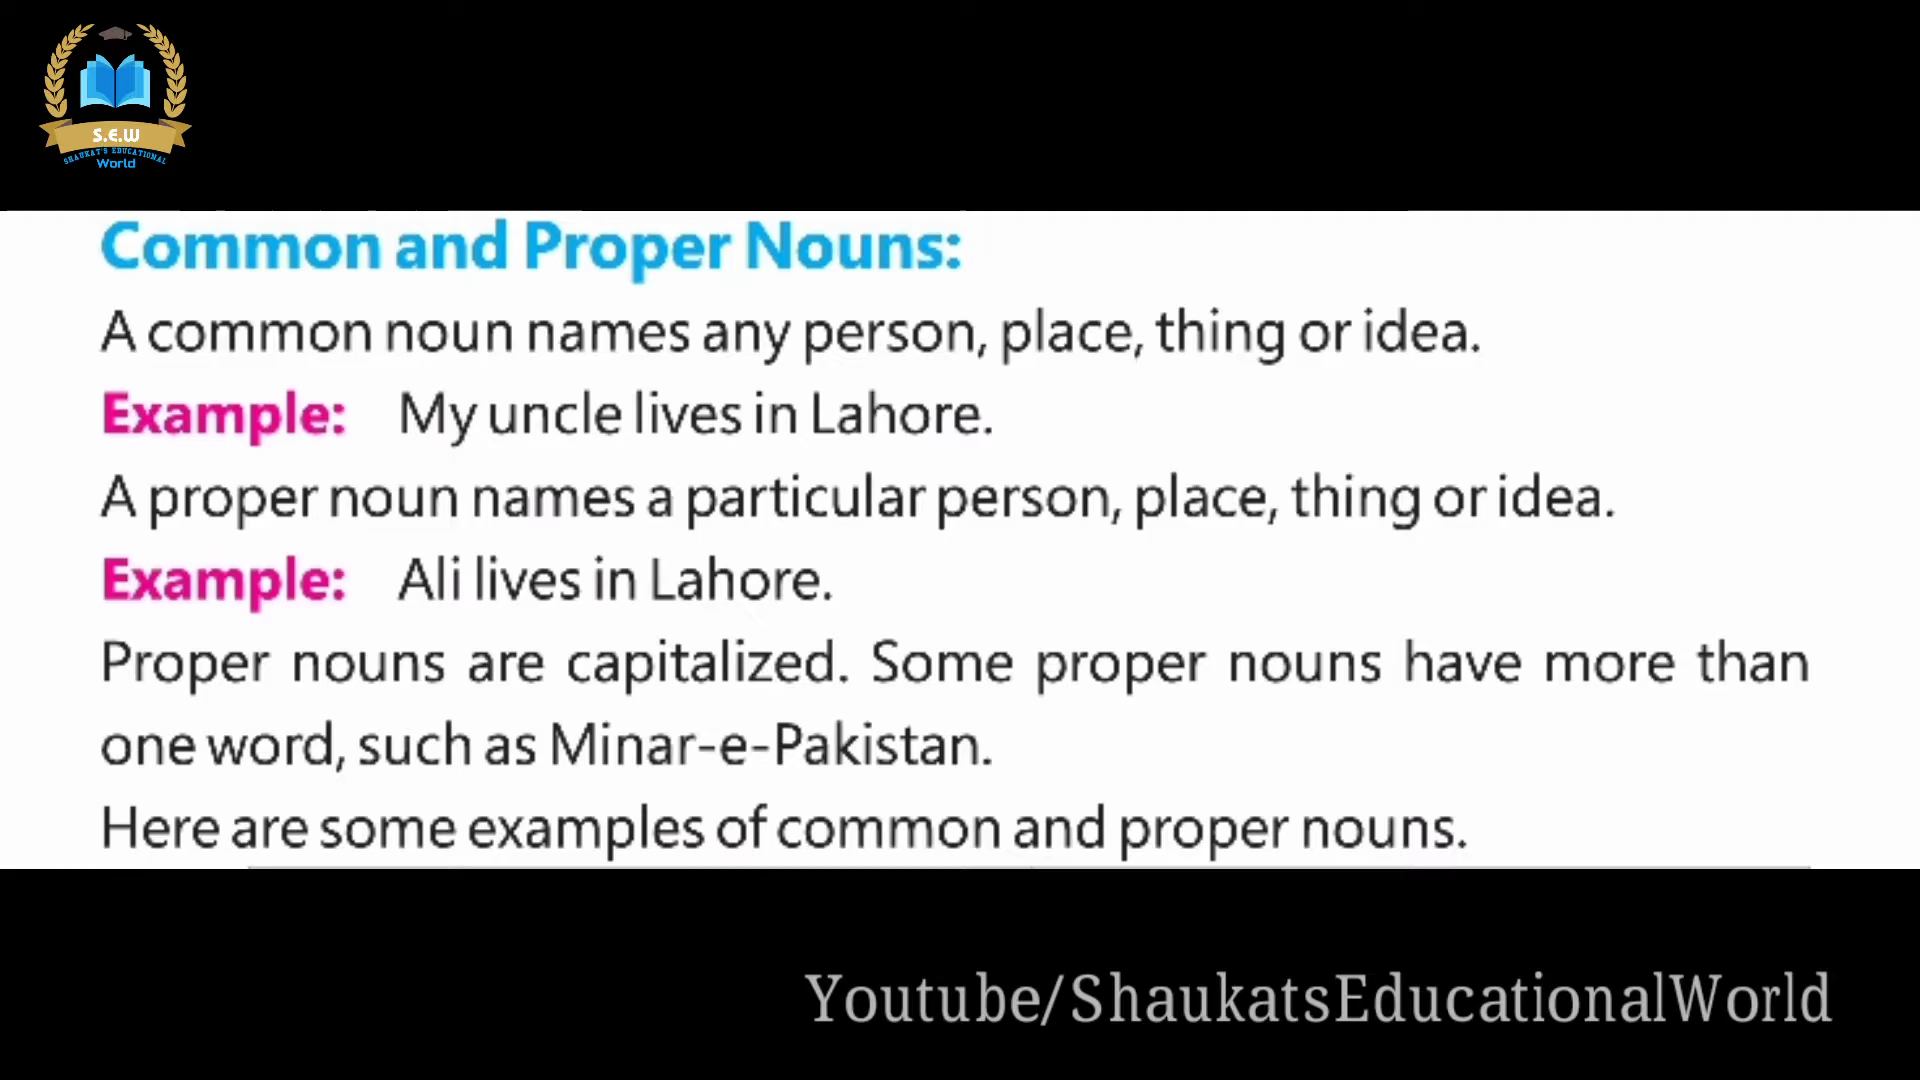 S.E.W
SHAUKAT'S EDUCATIONAL
World
Common and Proper Nouns:
A common noun names any person, place, thing or idea.
Example: My uncle lives in Lahore.
A proper noun names a particular person, place, thing or idea.
Example: Ali lives in Lahore.
Proper nouns are capitalized. Some proper nouns have more than
one word, such as Minar-e-Pakistan.
Here are some examples of common and proper nouns.
Youtube/ShaukatsEducationalWorld